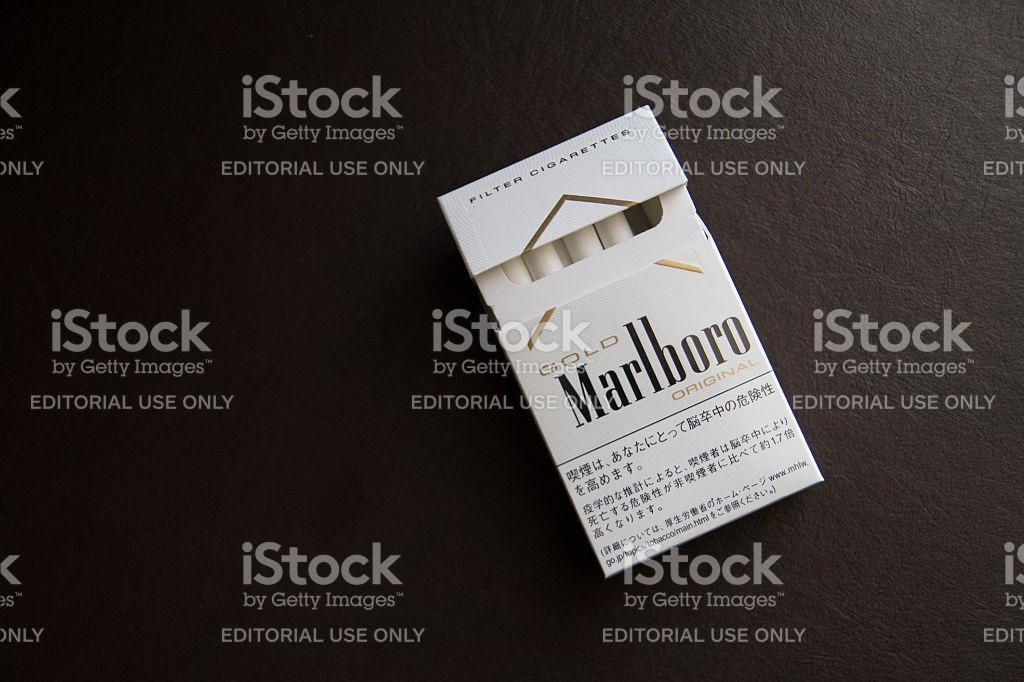 iStock
by Getty Images™
EDITORIAL USE ONLY
iStock
by Getty Images™
EDITORIAL USE ONLY
FILTER CIGARETTES
GOLD
Marlboro
ORIGINAL
喫煙は、あなたにとって脳卒中の危険性
を高めます。
疫学的な推計によると、喫煙者は脳卒中により
死亡する危険性が非喫煙者に比べて約1.7倍
高くなります。
(詳細については、厚生労働省のホーム・ページ www.mhlw.
go.jp/topics/tobacco/main.html をご参照ください。)
iStock
by Getty Images™
EDITORIAL USE ONLY
iStock
by Getty Images™
EDITORIAL USE ONLY
iStock
by Getty Images™
EDITORIAL USE ONLY
iStock
by Getty Images™
EDITORIAL USE ONLY
iStock
by Getty Images™
EDITORIAL USE ONLY